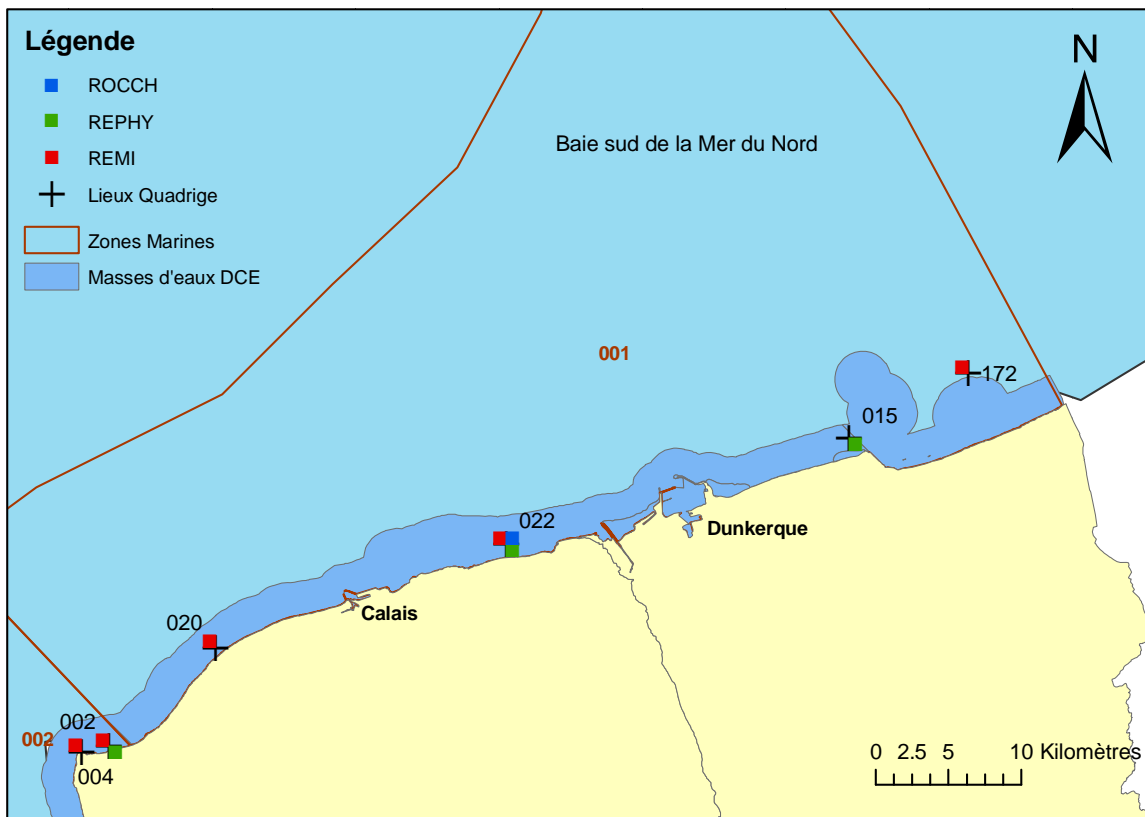 Légende
ROCCH
REPHY
REMI
Lieux Quadrige
Zones Marines
Masses d'eaux DCE
N
Baie sud de la Mer du Nord
001
172
015
022
Dunkerque
Calais
020
002
002
004
0 2.5 5 10 Kilomètres